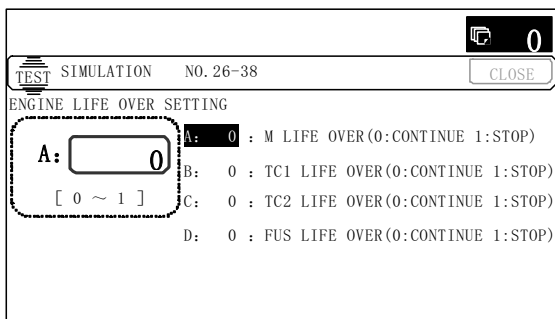 0
TEST SIMULATION NO.26-38 CLOSE
ENGINE LIFE OVER SETTING
A: 0
[ 0 ~ 1 ]
A: 0 : M LIFE OVER(0:CONTINUE 1:STOP)
B: 0 : TC1 LIFE OVER(0:CONTINUE 1:STOP)
C: 0 : TC2 LIFE OVER(0:CONTINUE 1:STOP)
D: 0 : FUS LIFE OVER(0:CONTINUE 1:STOP)